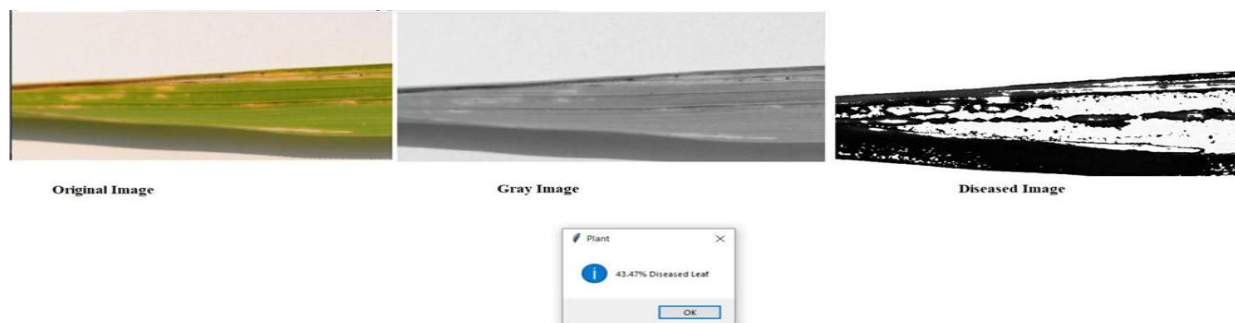 Original Image
Gray Image
Diseased Image
Plant
43.47% Diseased Leaf
OK